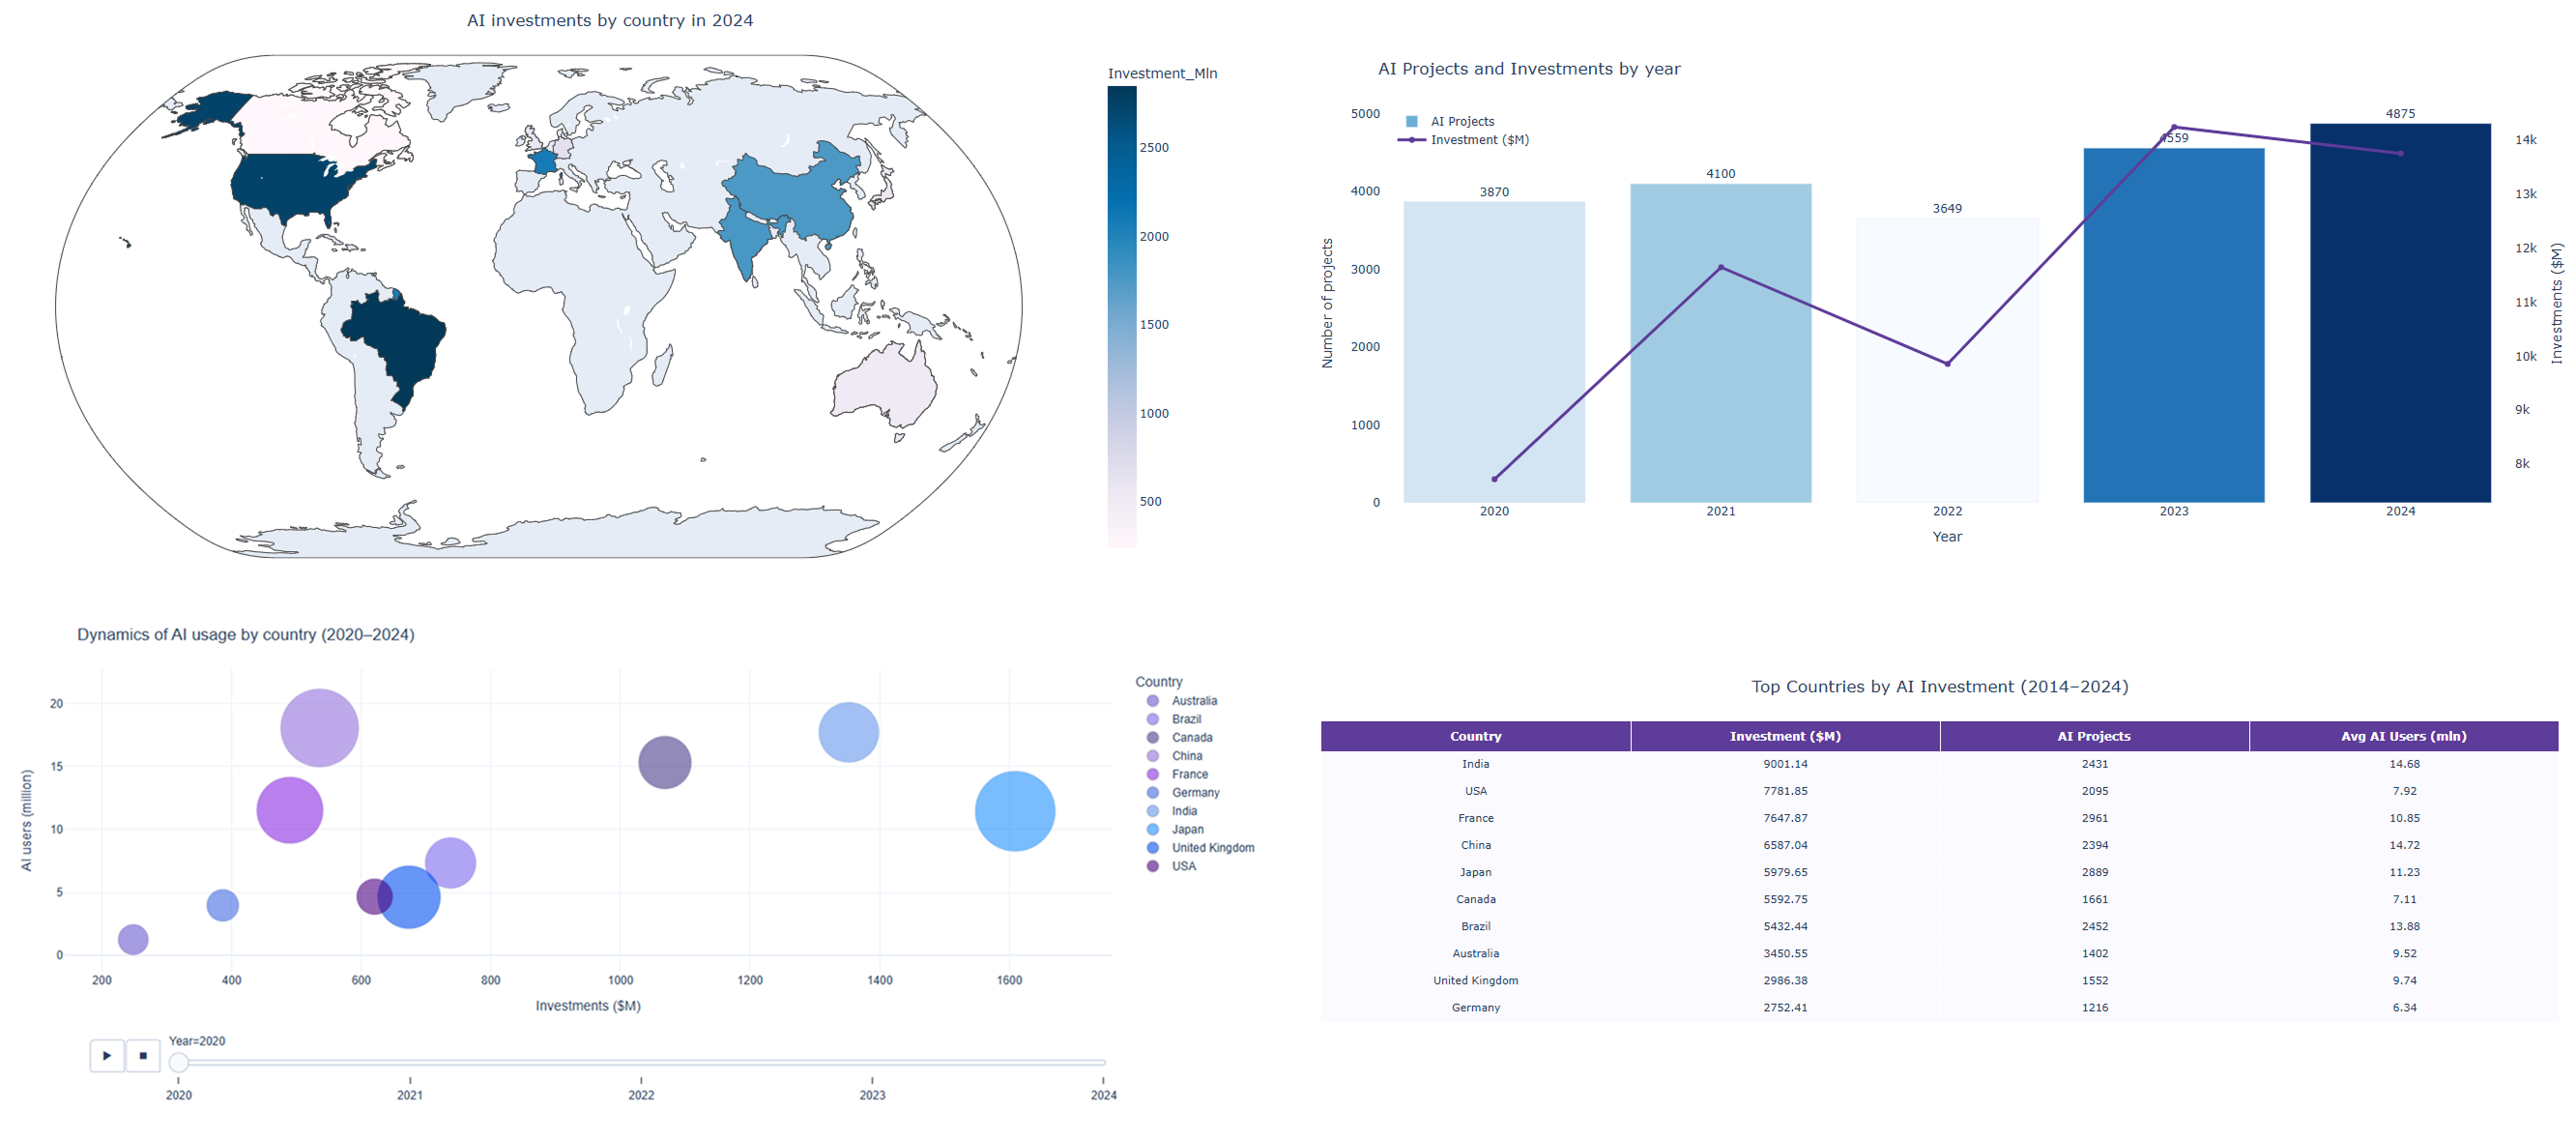 AI investments by country in 2024
Investment_Mln
2500
2000
1500
1000
500
AI Projects and Investments by year
AI Projects
Investment ($M)
5000
4000
3000
2000
1000
0
Number of projects
3870
4100
3649
4559
4875
14k
13k
12k
11k
10k
9k
8k
Investments ($M)
2020 2021 2022 2023 2024
Year
Dynamics of AI usage by country (2020–2024)
20
15
10
5
0
AI users (million)
200 400 600 800 1000 1200 1400 1600
Investments ($M)
Country
Australia
Brazil
Canada
China
France
Germany
India
Japan
United Kingdom
USA
Year=2020
2020 2021 2022 2023 2024
Top Countries by AI Investment (2014–2024)
Country Investment ($M) AI Projects Avg AI Users (mln)
India 9001.14 2431 14.68
USA 7781.85 2095 7.92
France 7647.87 2961 10.85
China 6587.04 2394 14.72
Japan 5979.65 2889 11.23
Canada 5592.75 1661 7.11
Brazil 5432.44 2452 13.88
Australia 3450.55 1402 9.52
United Kingdom 2986.38 1552 9.74
Germany 2752.41 1216 6.34